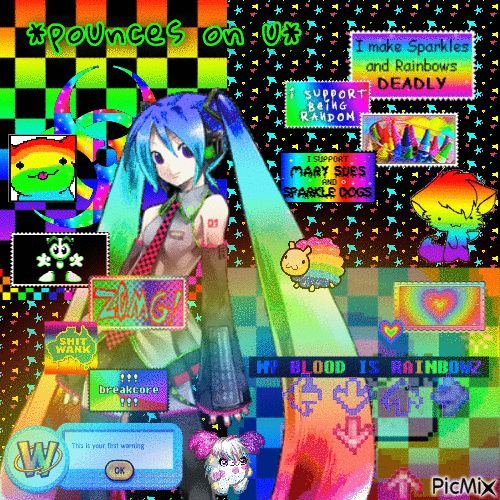 *pounces on u*
I make Sparkles
and Rainbows
DEADLY
i SUPPORT
BEING
RANDOM
I SUPPORT
MARY SUES
AND
SPARKLE DOGS
01
ZOMG!
SHIT
WANK
!!!
breakcore
!!!
MY BLOOD IS RAINBOWZ
W
This is your first warning
OK
PicMix